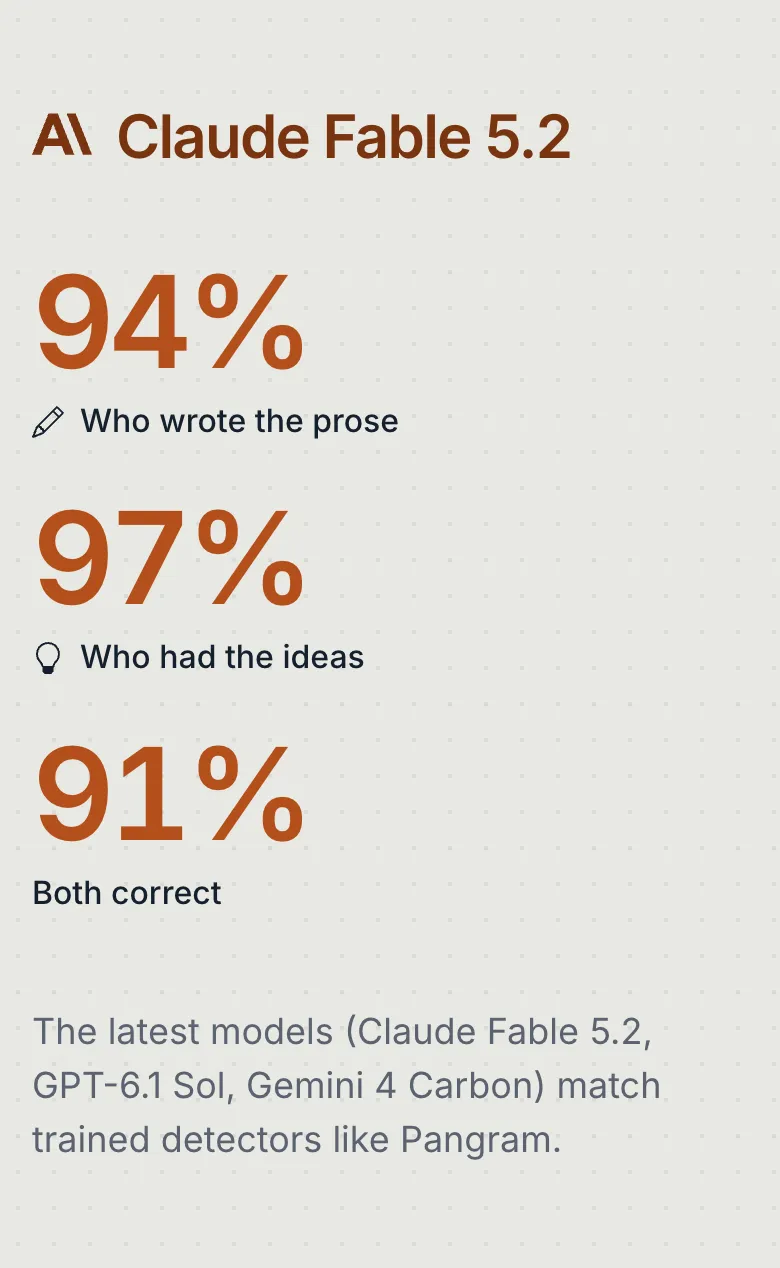 Claude Fable 5.2
94%
Who wrote the prose
97%
Who had the ideas
91%
Both correct
The latest models (Claude Fable 5.2,
GPT-6.1 Sol, Gemini 4 Carbon) match
trained detectors like Pangram.